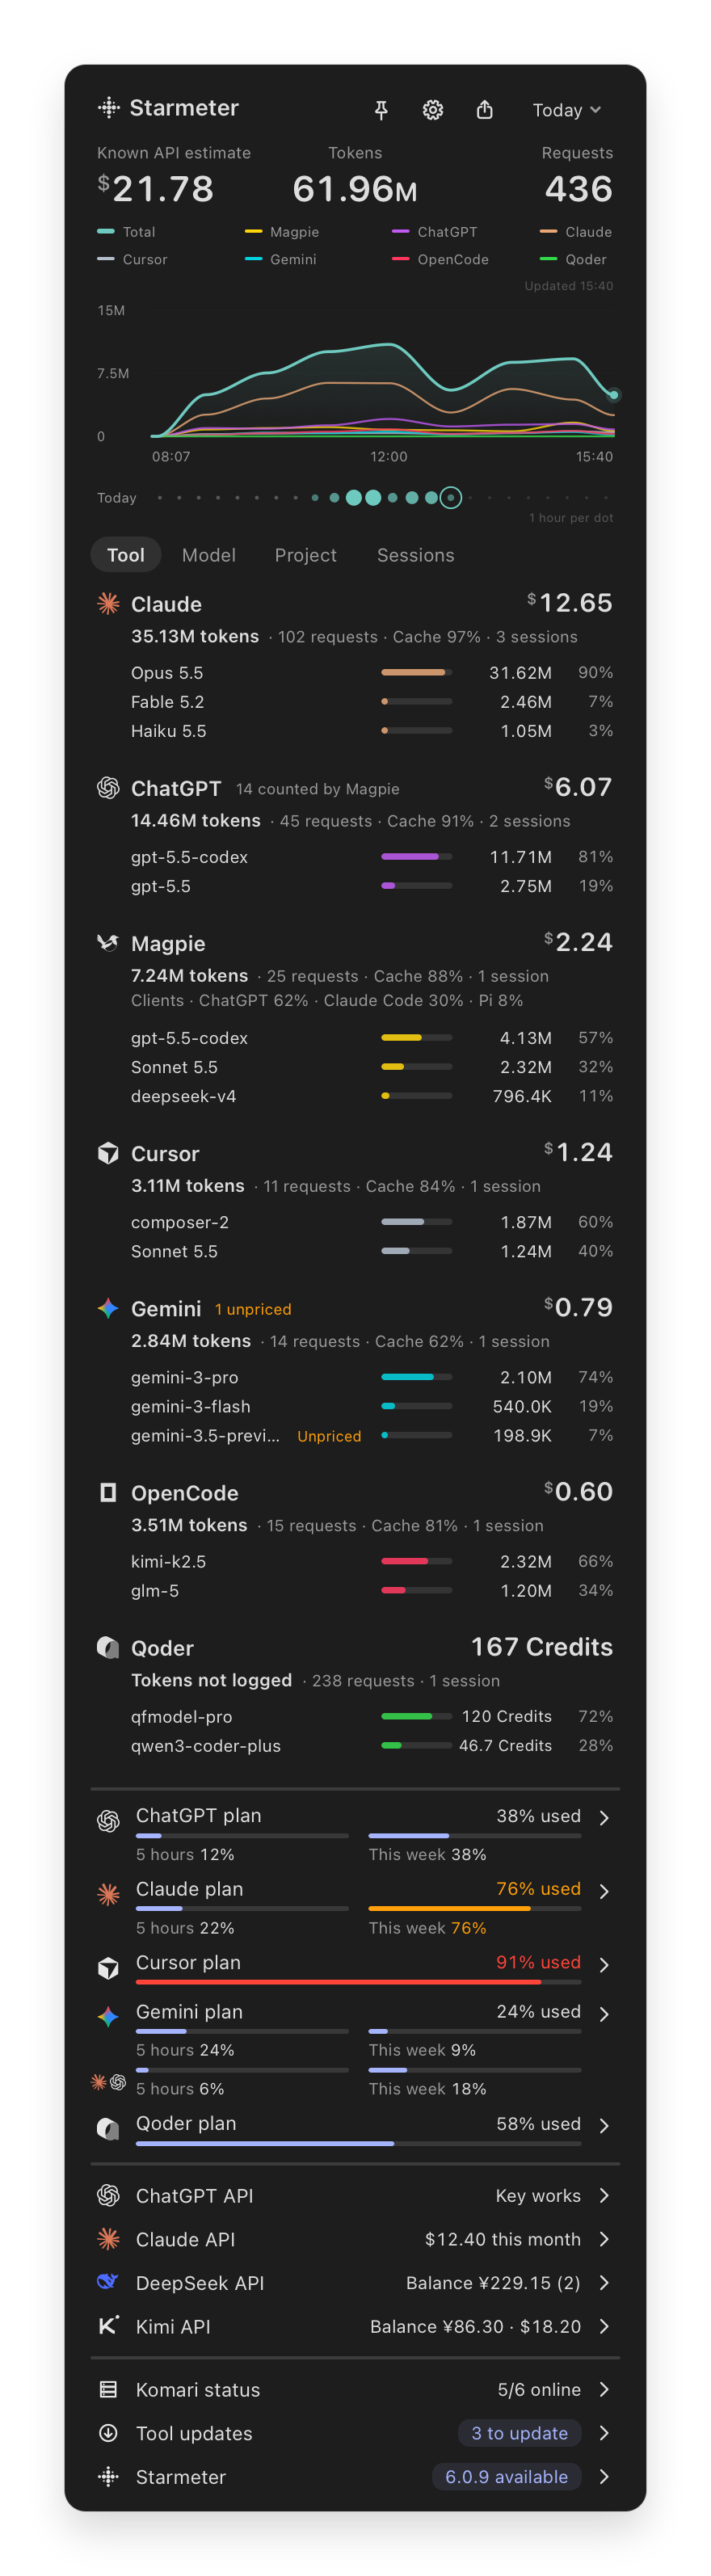 Starmeter
Today
Known API estimate Tokens Requests
$21.78 61.96M 436
Total Magpie ChatGPT Claude
Cursor Gemini OpenCode Qoder
Updated 15:40
15M
7.5M
0
08:07 12:00 15:40
Today
1 hour per dot
Tool Model Project Sessions
Claude $12.65
35.13M tokens · 102 requests · Cache 97% · 3 sessions
Opus 5.5 31.62M 90%
Fable 5.2 2.46M 7%
Haiku 5.5 1.05M 3%
ChatGPT 14 counted by Magpie $6.07
14.46M tokens · 45 requests · Cache 91% · 2 sessions
gpt-5.5-codex 11.71M 81%
gpt-5.5 2.75M 19%
Magpie $2.24
7.24M tokens · 25 requests · Cache 88% · 1 session
Clients · ChatGPT 62% · Claude Code 30% · Pi 8%
gpt-5.5-codex 4.13M 57%
Sonnet 5.5 2.32M 32%
deepseek-v4 796.4K 11%
Cursor $1.24
3.11M tokens · 11 requests · Cache 84% · 1 session
composer-2 1.87M 60%
Sonnet 5.5 1.24M 40%
Gemini 1 unpriced $0.79
2.84M tokens · 14 requests · Cache 62% · 1 session
gemini-3-pro 2.10M 74%
gemini-3-flash 540.0K 19%
gemini-3.5-previ... Unpriced 198.9K 7%
OpenCode $0.60
3.51M tokens · 15 requests · Cache 81% · 1 session
kimi-k2.5 2.32M 66%
glm-5 1.20M 34%
Qoder 167 Credits
Tokens not logged · 238 requests · 1 session
qfmodel-pro 120 Credits 72%
qwen3-coder-plus 46.7 Credits 28%
ChatGPT plan 38% used
5 hours 12% This week 38%
Claude plan 76% used
5 hours 22% This week 76%
Cursor plan 91% used
Gemini plan 24% used
5 hours 24% This week 9%
5 hours 6% This week 18%
Qoder plan 58% used
ChatGPT API Key works
Claude API $12.40 this month
DeepSeek API Balance ¥229.15 (2)
Kimi API Balance ¥86.30 · $18.20
Komari status 5/6 online
Tool updates 3 to update
Starmeter 6.0.9 available